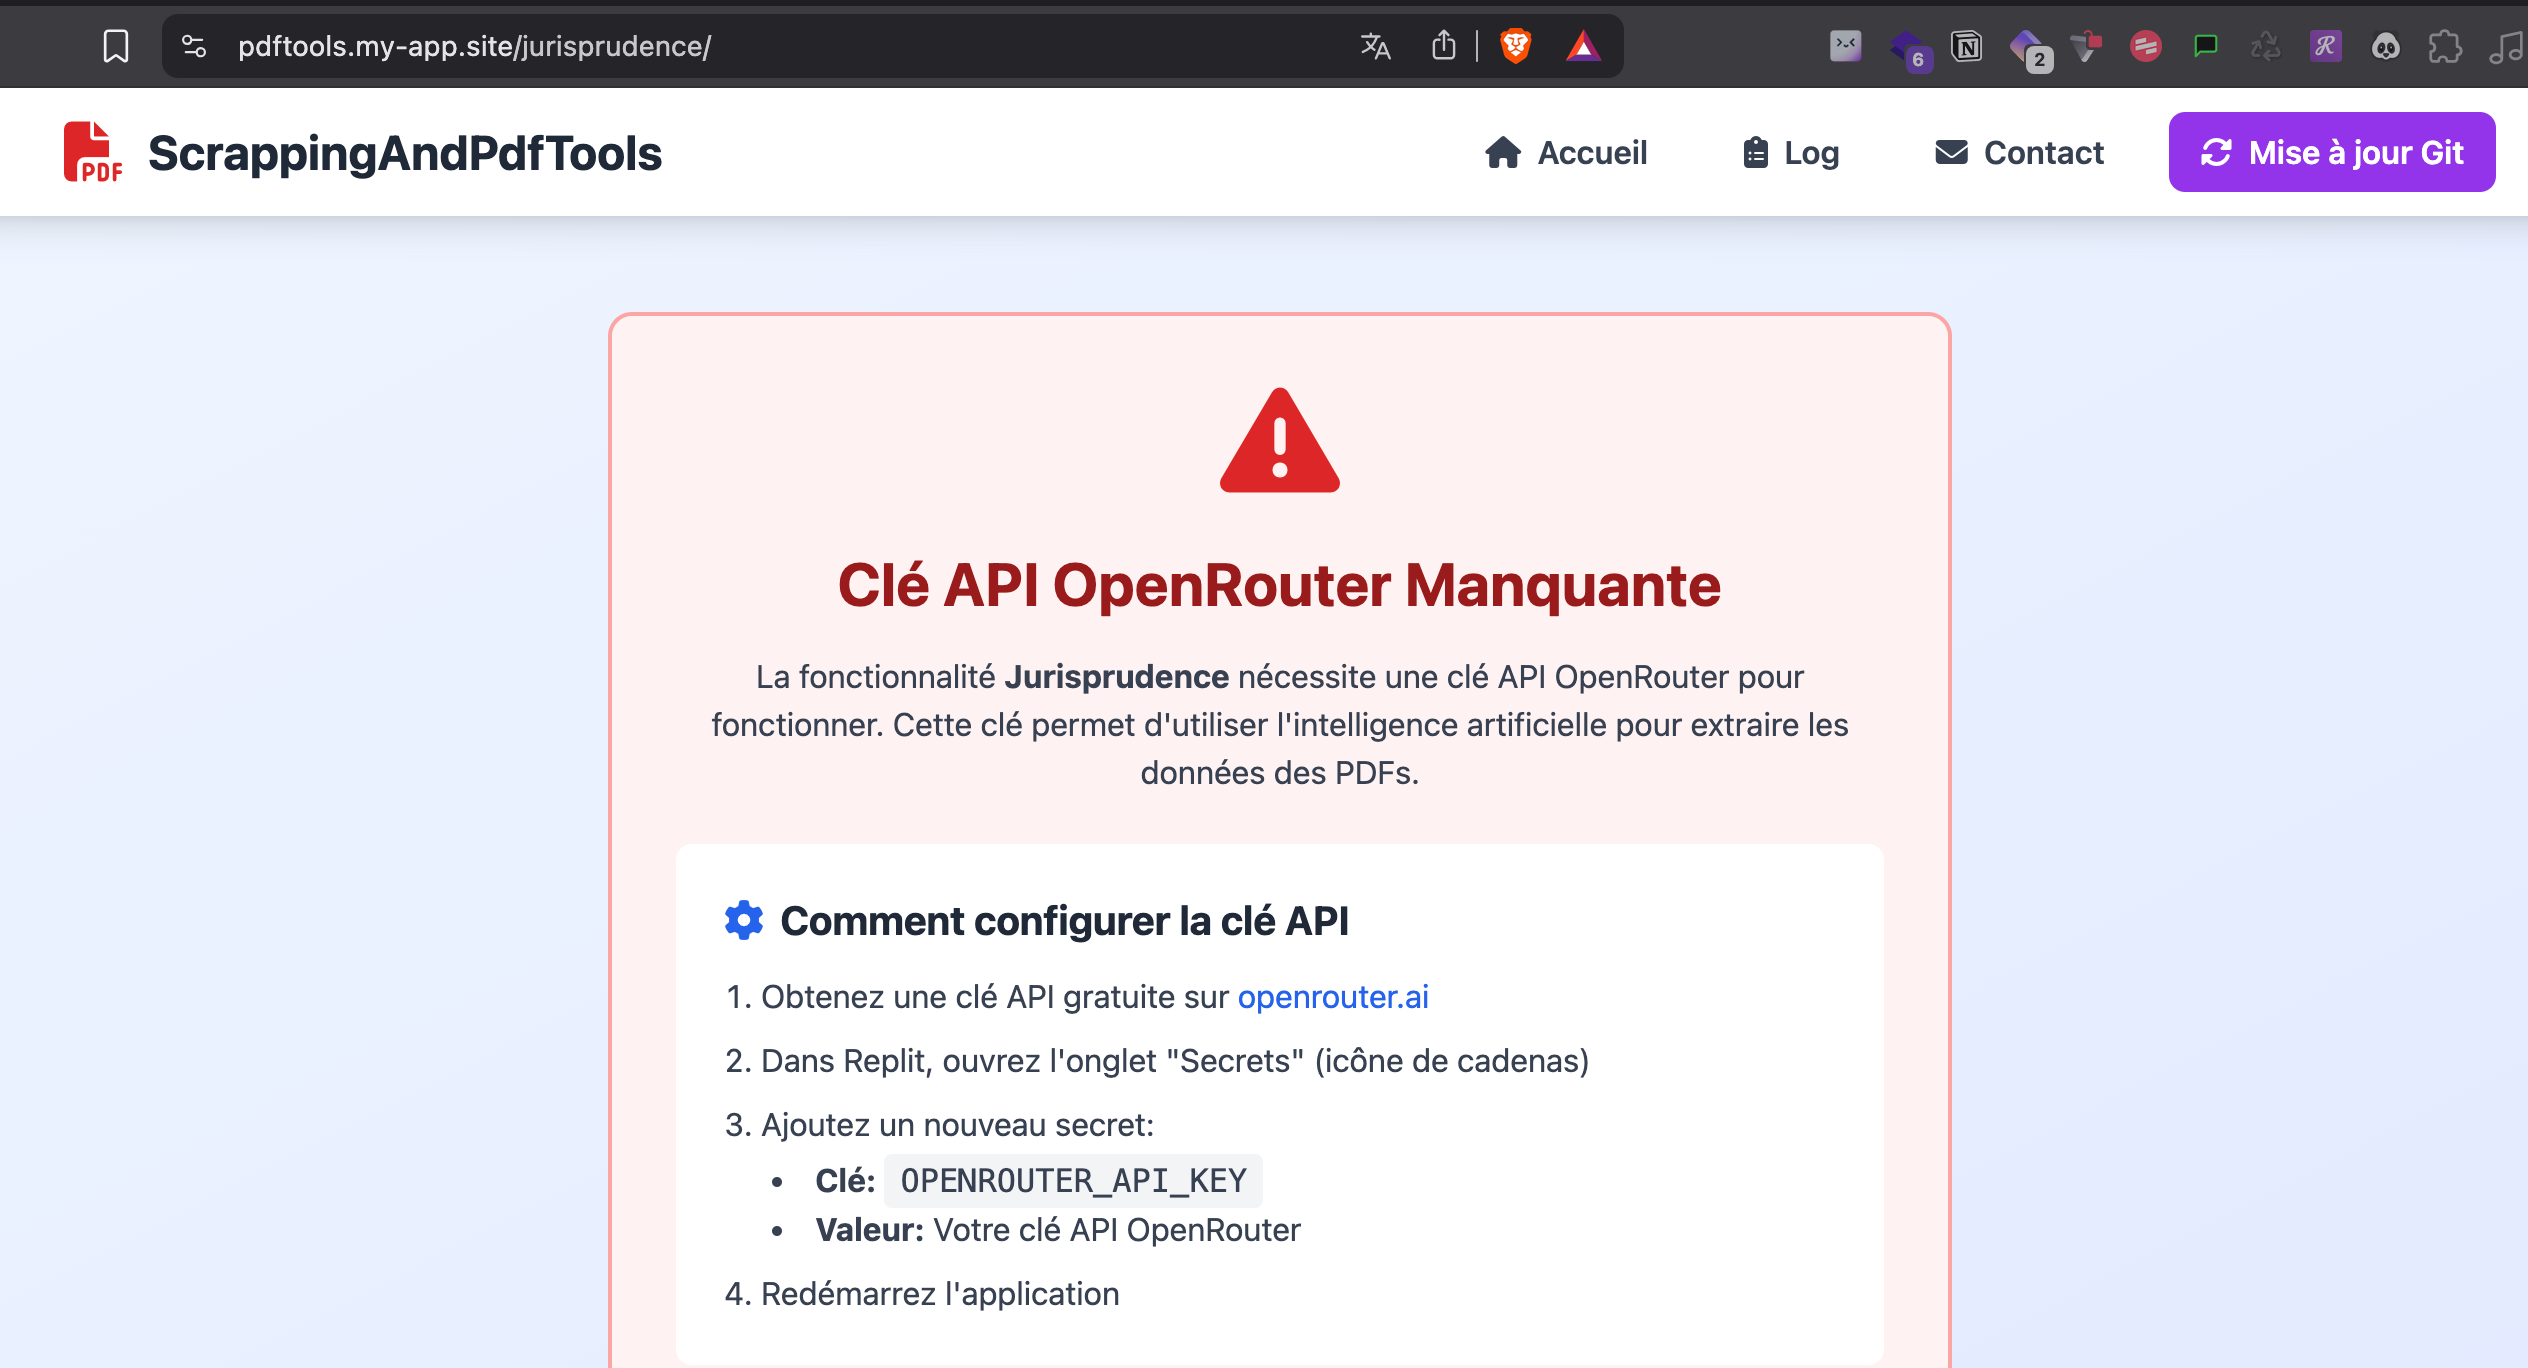 pdftools.my-app.site/jurisprudence/
6
N
2
PDF
ScrappingAndPdfTools
Accueil
Log
Contact
Mise à jour Git
Clé API OpenRouter Manquante
La fonctionnalité Jurisprudence nécessite une clé API OpenRouter pour
fonctionner. Cette clé permet d'utiliser l'intelligence artificielle pour extraire les
données des PDFs.
Comment configurer la clé API
1. Obtenez une clé API gratuite sur openrouter.ai
2. Dans Replit, ouvrez l'onglet "Secrets" (icône de cadenas)
3. Ajoutez un nouveau secret:
• Clé: OPENROUTER_API_KEY
• Valeur: Votre clé API OpenRouter
4. Redémarrez l'application